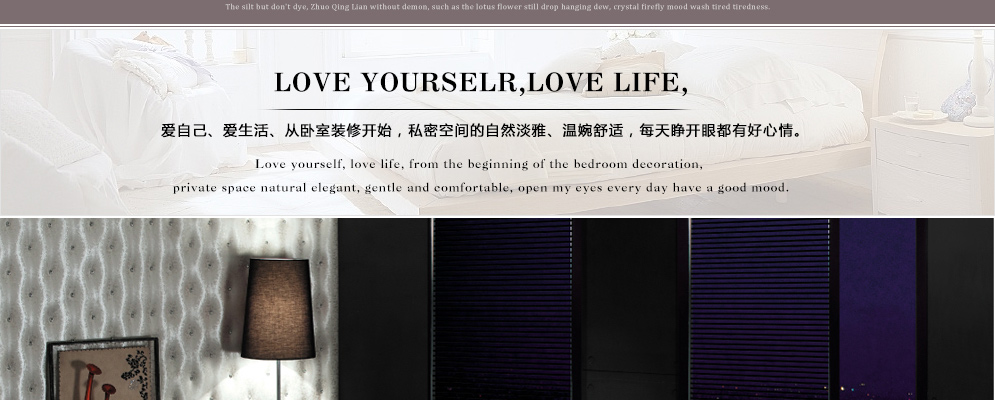 The silt but don't dye, Zhuo Qing Lian without demon, such as the lotus flower still drop hanging dew, crystal firefly mood wash tired tiredness.
LOVE YOURSELR,LOVE LIFE,
爱自己、爱生活、从卧室装修开始，私密空间的自然淡雅、温婉舒适，每天睁开眼都有好心情。
Love yourself, love life, from the beginning of the bedroom decoration,
private space natural elegant, gentle and comfortable, open my eyes every day have a good mood.